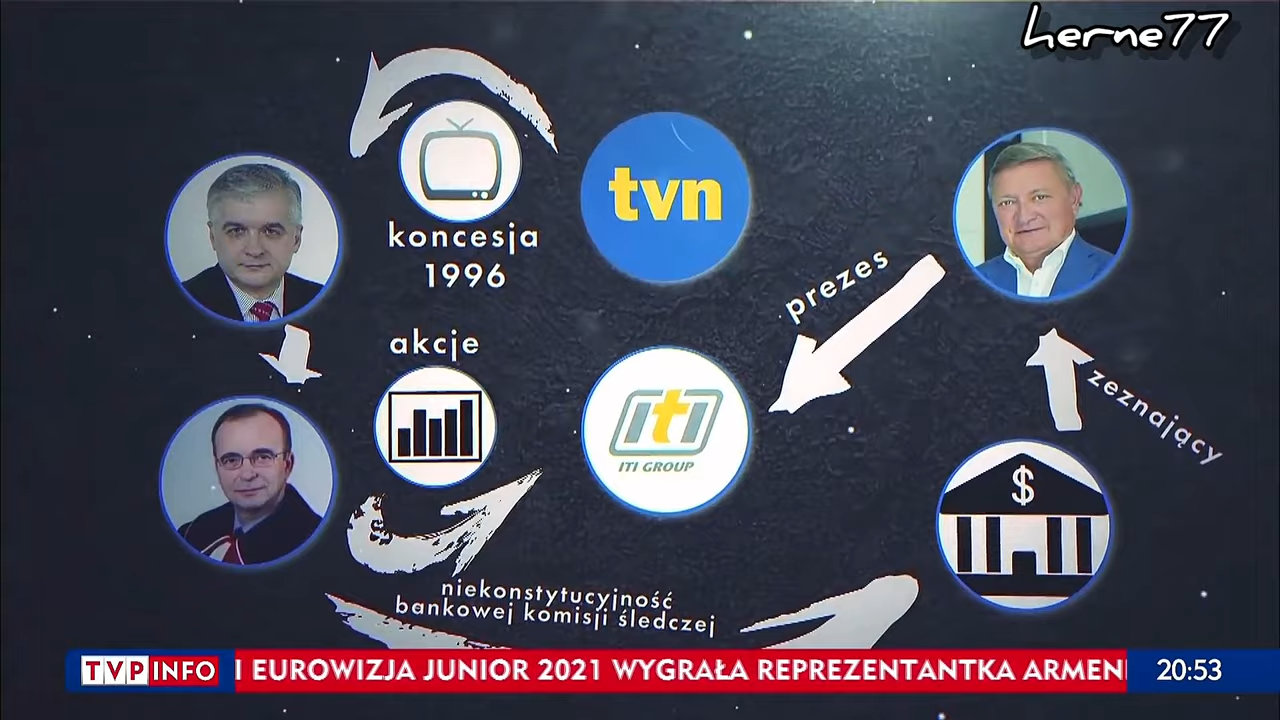 herne77
koncesja
1996
tvn
prezes
akcje
iti
ITI GROUP
zeznający
$
niekonstytucyjność
bankowej komisji śledczej
TVP INFO
I EUROWIZJA JUNIOR 2021 WYGRAŁA REPREZENTANTKA ARMENI
20:53